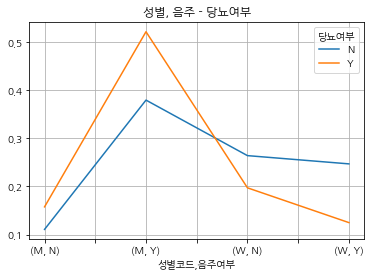 성별, 음주 - 당뇨여부
당뇨여부
N
Y
0,5
0,4
0,3
0,2
0,1
(M, N)
(M, Y)
(W, N)
(W, Y)
성별코드,음주여부